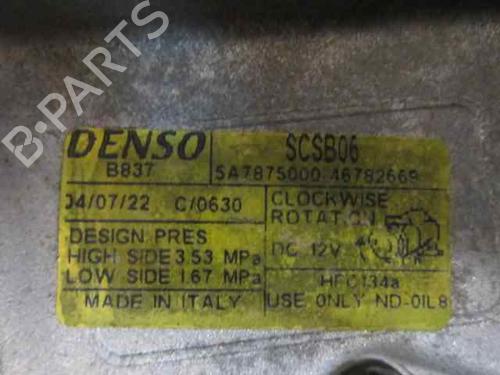 DENSO SCSB06
B837 5A7875000 46782669
04/07/22 C/0630 CLOCKWISE
ROTATION
DESIGN PRES DC 12V
HIGH SIDE 3.53 MPa
LOW SIDE 1.67 MPa HFC134a
MADE IN ITALY USE ONLY ND-OIL8
B-PARTS